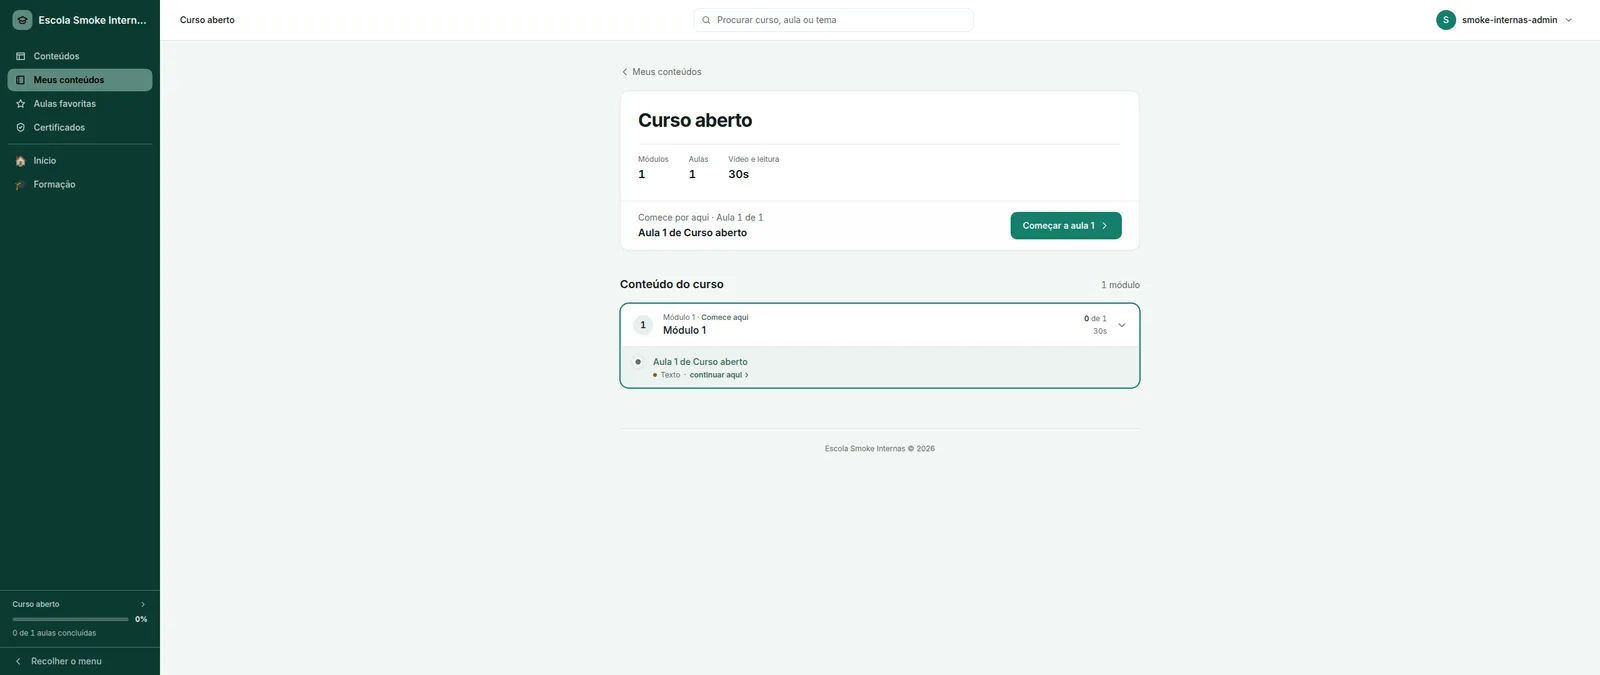 Escola Smoke Intern...
Curso aberto
Procurar curso, aula ou tema
S
smoke-internas-admin
Conteúdos
Meus conteúdos
Aulas favoritas
Certificados
Início
Formação
Meus conteúdos
Curso aberto
Módulos
Aulas
Vídeo e leitura
1
1
30s
Comece por aqui · Aula 1 de 1
Aula 1 de Curso aberto
Começar a aula 1
Conteúdo do curso
1 módulo
1
Módulo 1 · Comece aqui
Módulo 1
0 de 1
30s
Aula 1 de Curso aberto
Texto · continuar aqui
Escola Smoke Internas © 2026
Curso aberto
0%
0 de 1 aulas concluídas
Recolher o menu